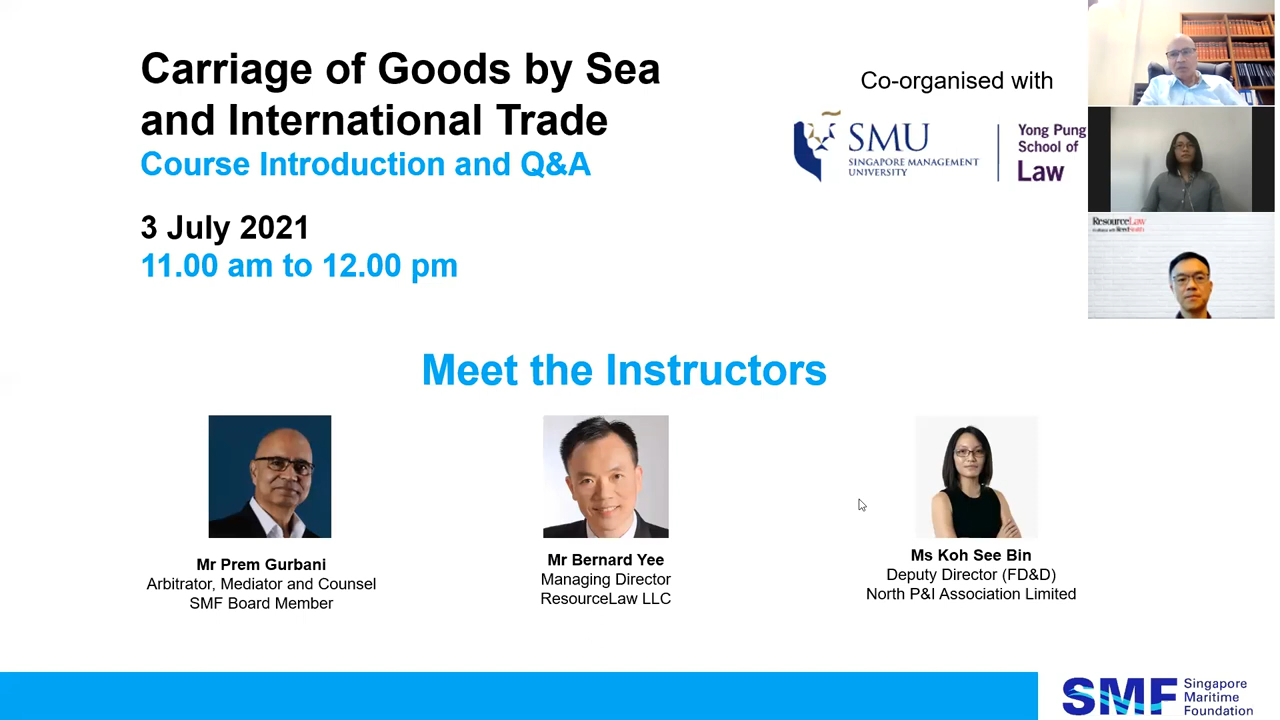 Carriage of Goods by Sea
and International Trade
Course Introduction and Q&A
3 July 2021
11.00 am to 12.00 pm
Co-organised with
SMU
SINGAPORE MANAGEMENT
UNIVERSITY
Yong Pung
School of
Law
ResourceLaw
Meet the Instructors
Mr Prem Gurbani
Arbitrator, Mediator and Counsel
SMF Board Member
Mr Bernard Yee
Managing Director
ResourceLaw LLC
Ms Koh See Bin
Deputy Director (FD&D)
North P&I Association Limited
SMF
Singapore
Maritime
Foundation